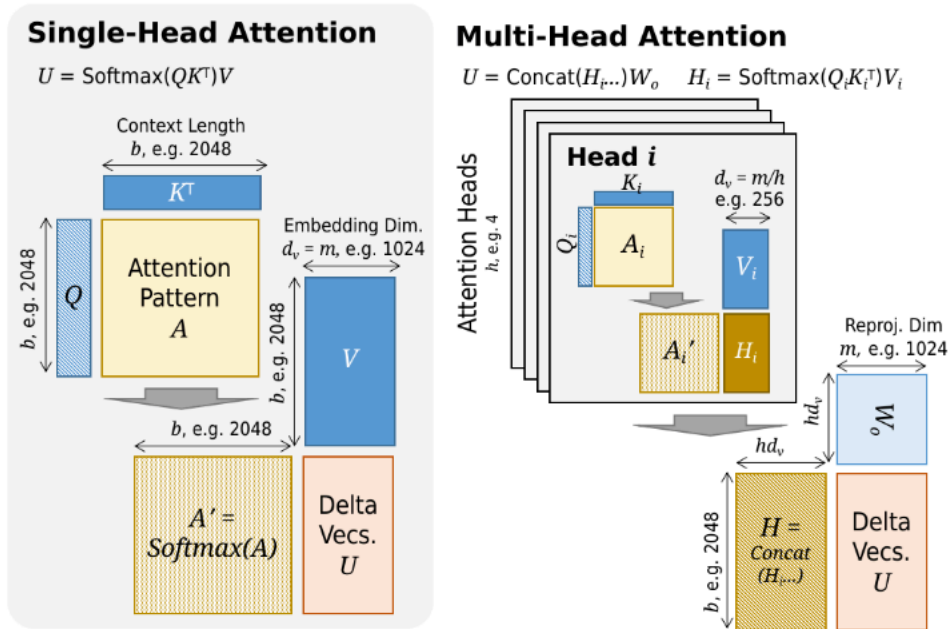 Single-Head Attention
U = Softmax(QKᵀ)V
Context Length
b, e.g. 2048
Kᵀ
b, e.g. 2048
Q
Attention
Pattern
A
Embedding Dim.
dᵥ = m, e.g. 1024
b, e.g. 2048
V
b, e.g. 2048
A′ =
Softmax(A)
Delta
Vecs.
U
Multi-Head Attention
U = Concat(Hᵢ...)Wₒ Hᵢ = Softmax(QᵢKᵢᵀ)Vᵢ
Attention Heads
h, e.g. 4
Head i
Kᵢ
Qᵢ
Aᵢ
dᵥ = m/h
e.g. 256
Vᵢ
Aᵢ′
Hᵢ
Reproj. Dim
m, e.g. 1024
hdᵥ
Wₒ
hdᵥ
b, e.g. 2048
H =
Concat
(Hᵢ...)
Delta
Vecs.
U